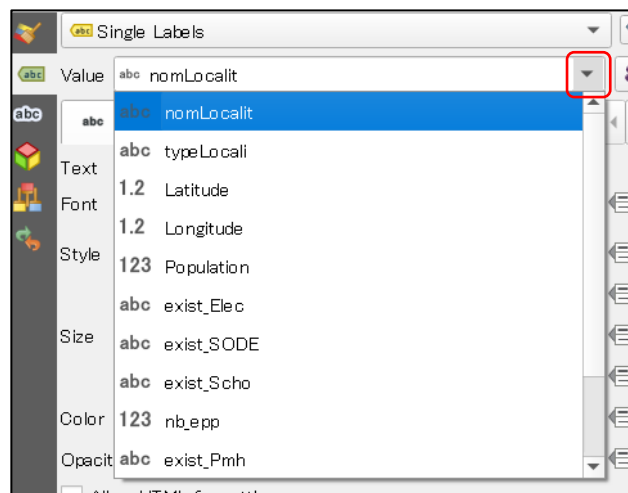 abc Single Labels
abc Value abc nomLocalit
abc abc abc nomLocalit
abc typeLocali
Text
1.2 Latitude
Font
1.2 Longitude
Style
123 Population
abc exist_Elec
Size
abc exist_SODE
abc exist_Scho
Color 123 nb_epp
Opacit abc exist_Pmh